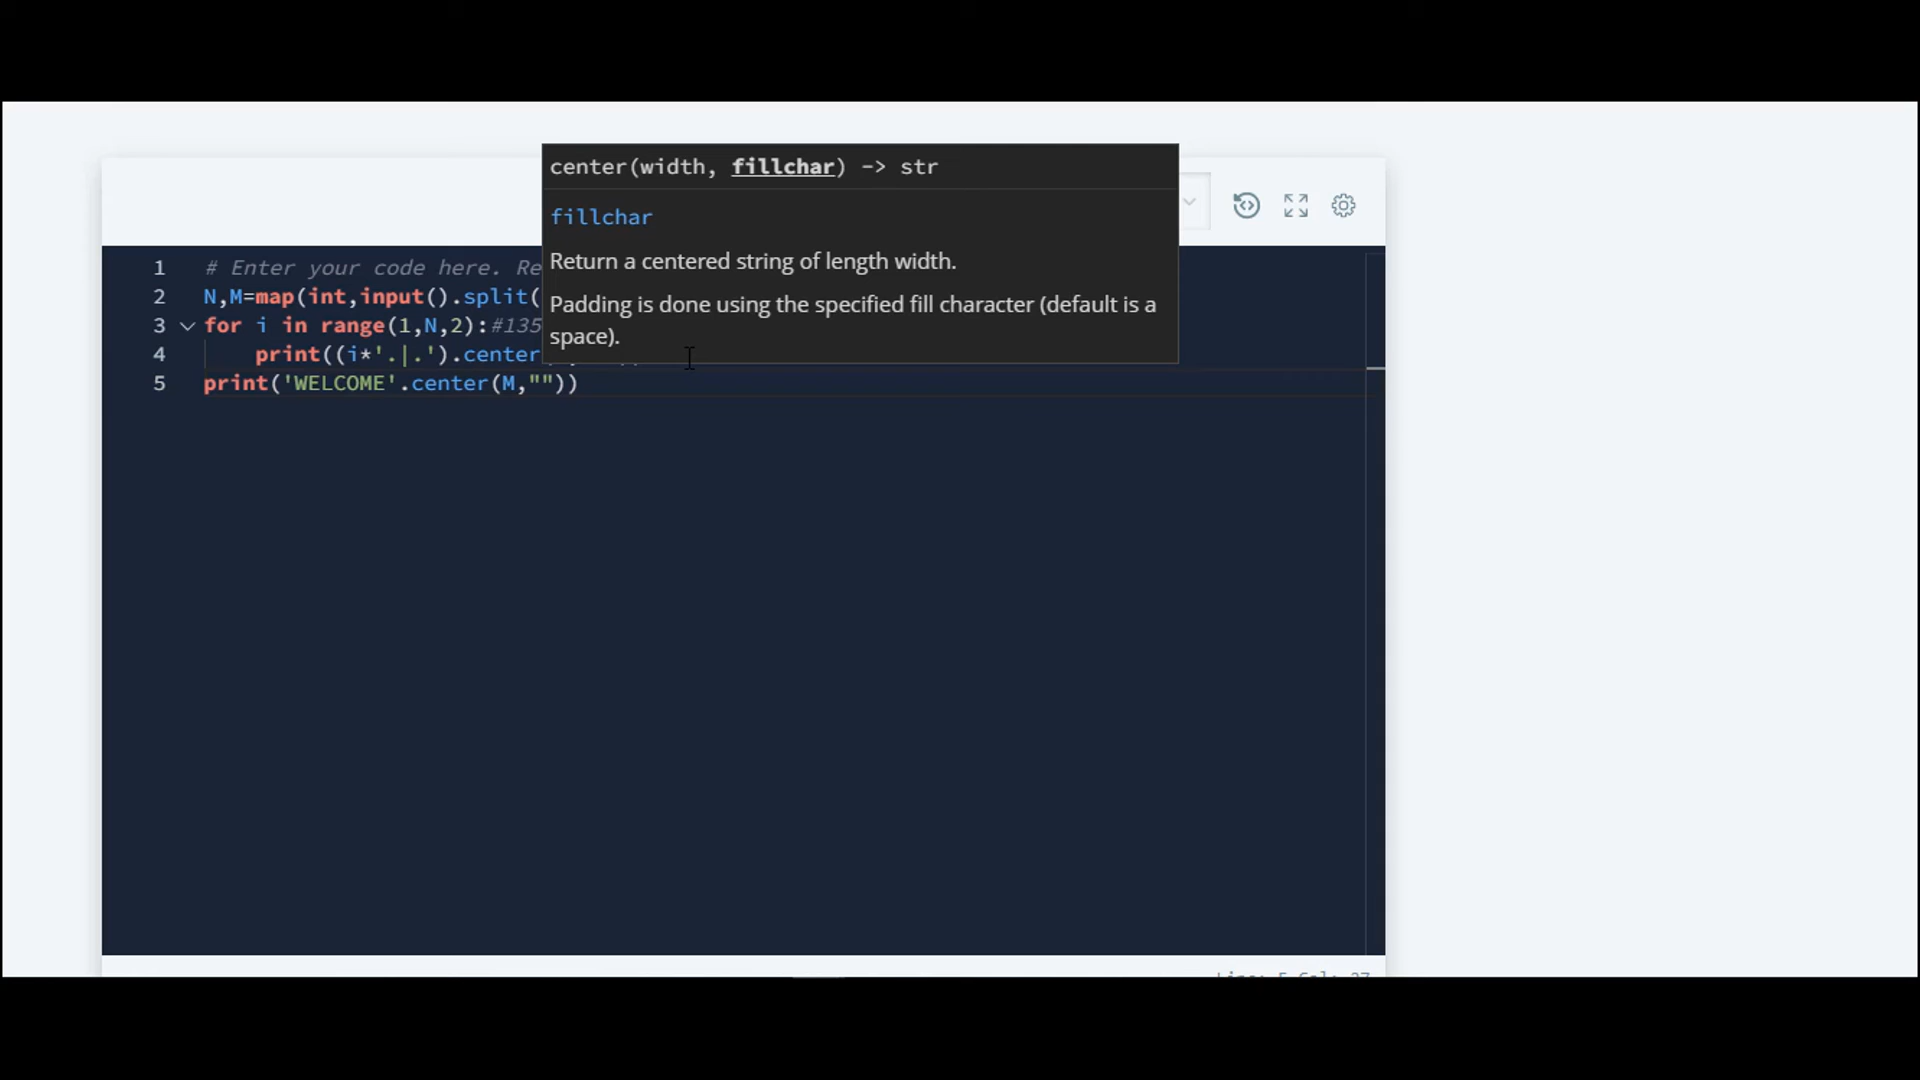 center(width, fillchar) -> str
fillchar
Return a centered string of length width.
Padding is done using the specified fill character (default is a
space).
1 # Enter your code here. Re
2 N,M=map(int,input().split(
3 for i in range(1,N,2):#135
4 print((i*'.|.').center
5 print('WELCOME'.center(M,""))